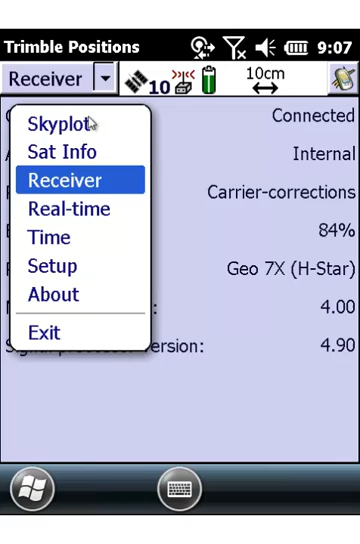 Trimble Positions 9:07
Receiver 10 10cm
Skyplot
Connected
Sat Info
Internal
Receiver
Carrier-corrections
Real-time
Time
84%
Setup
Geo 7X (H-Star)
About
: 4.00
Exit
version: 4.90